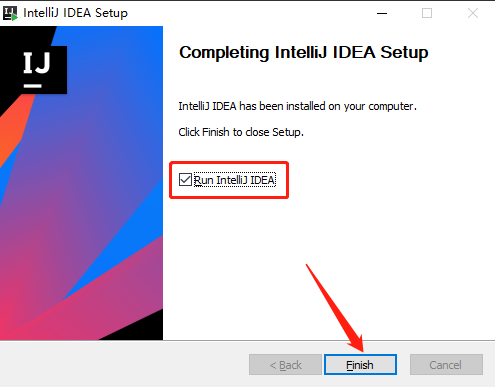 IntelliJ IDEA Setup
IJ
Completing IntelliJ IDEA Setup
IntelliJ IDEA has been installed on your computer.
Click Finish to close Setup.
Run IntelliJ IDEA
< Back
Finish
Cancel